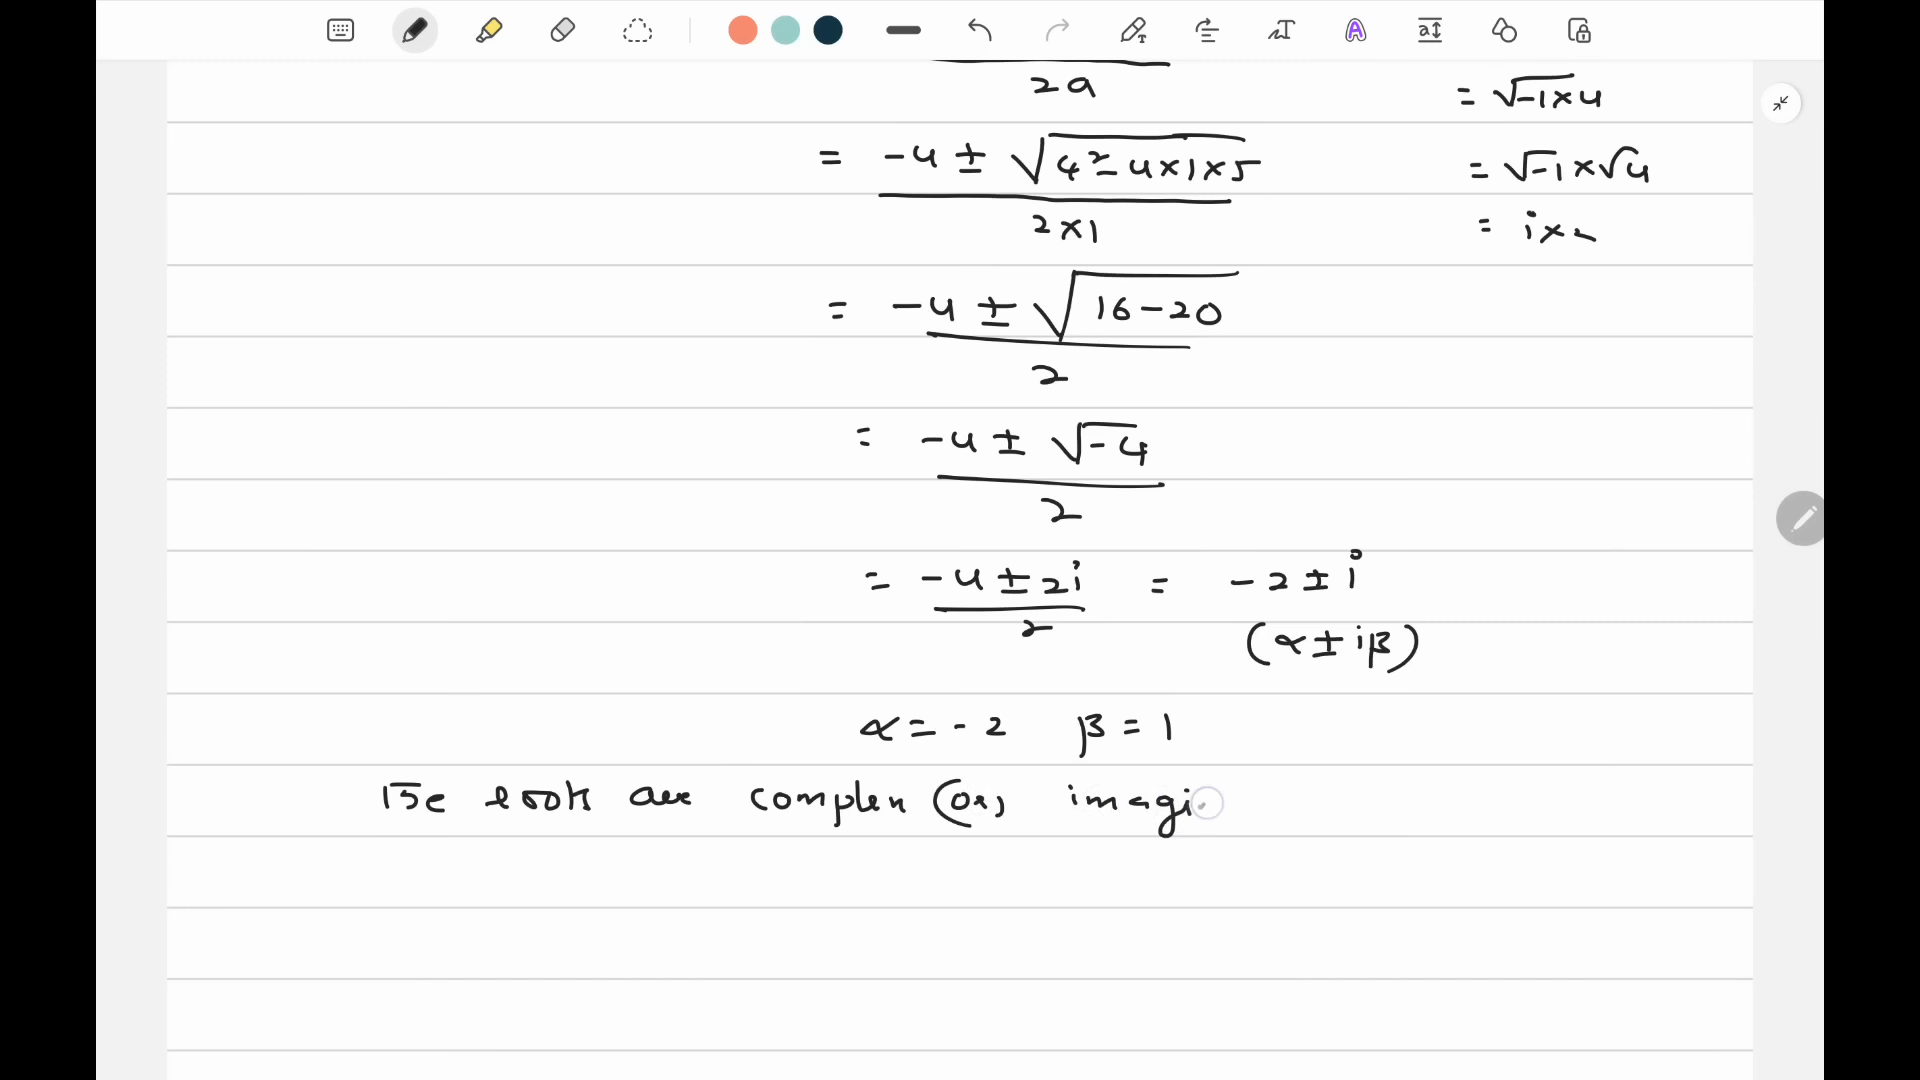 2a
= √-1×4
= -4 ± √4² - 4×1×5
2×1
= √-1 × √4
= i×2
= -4 ± √16-20
2
= -4 ± √-4
2
= -4 ± 2i / 2 = -2 ± i
(α ± iβ)
α = -2 β = 1
The roots are complex (or) imagi